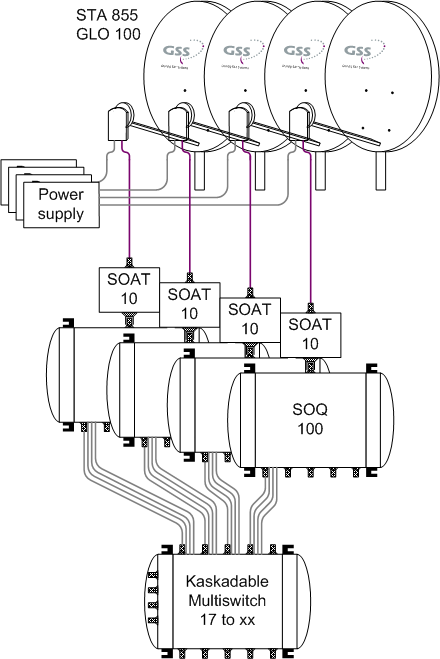 STA 855
GLO 100
GSS
GSS
GSS
GSS
Power
supply
SOAT
10
SOAT
10
SOAT
10
SOAT
10
SOQ
100
Kaskadable
Multiswitch
17 to xx